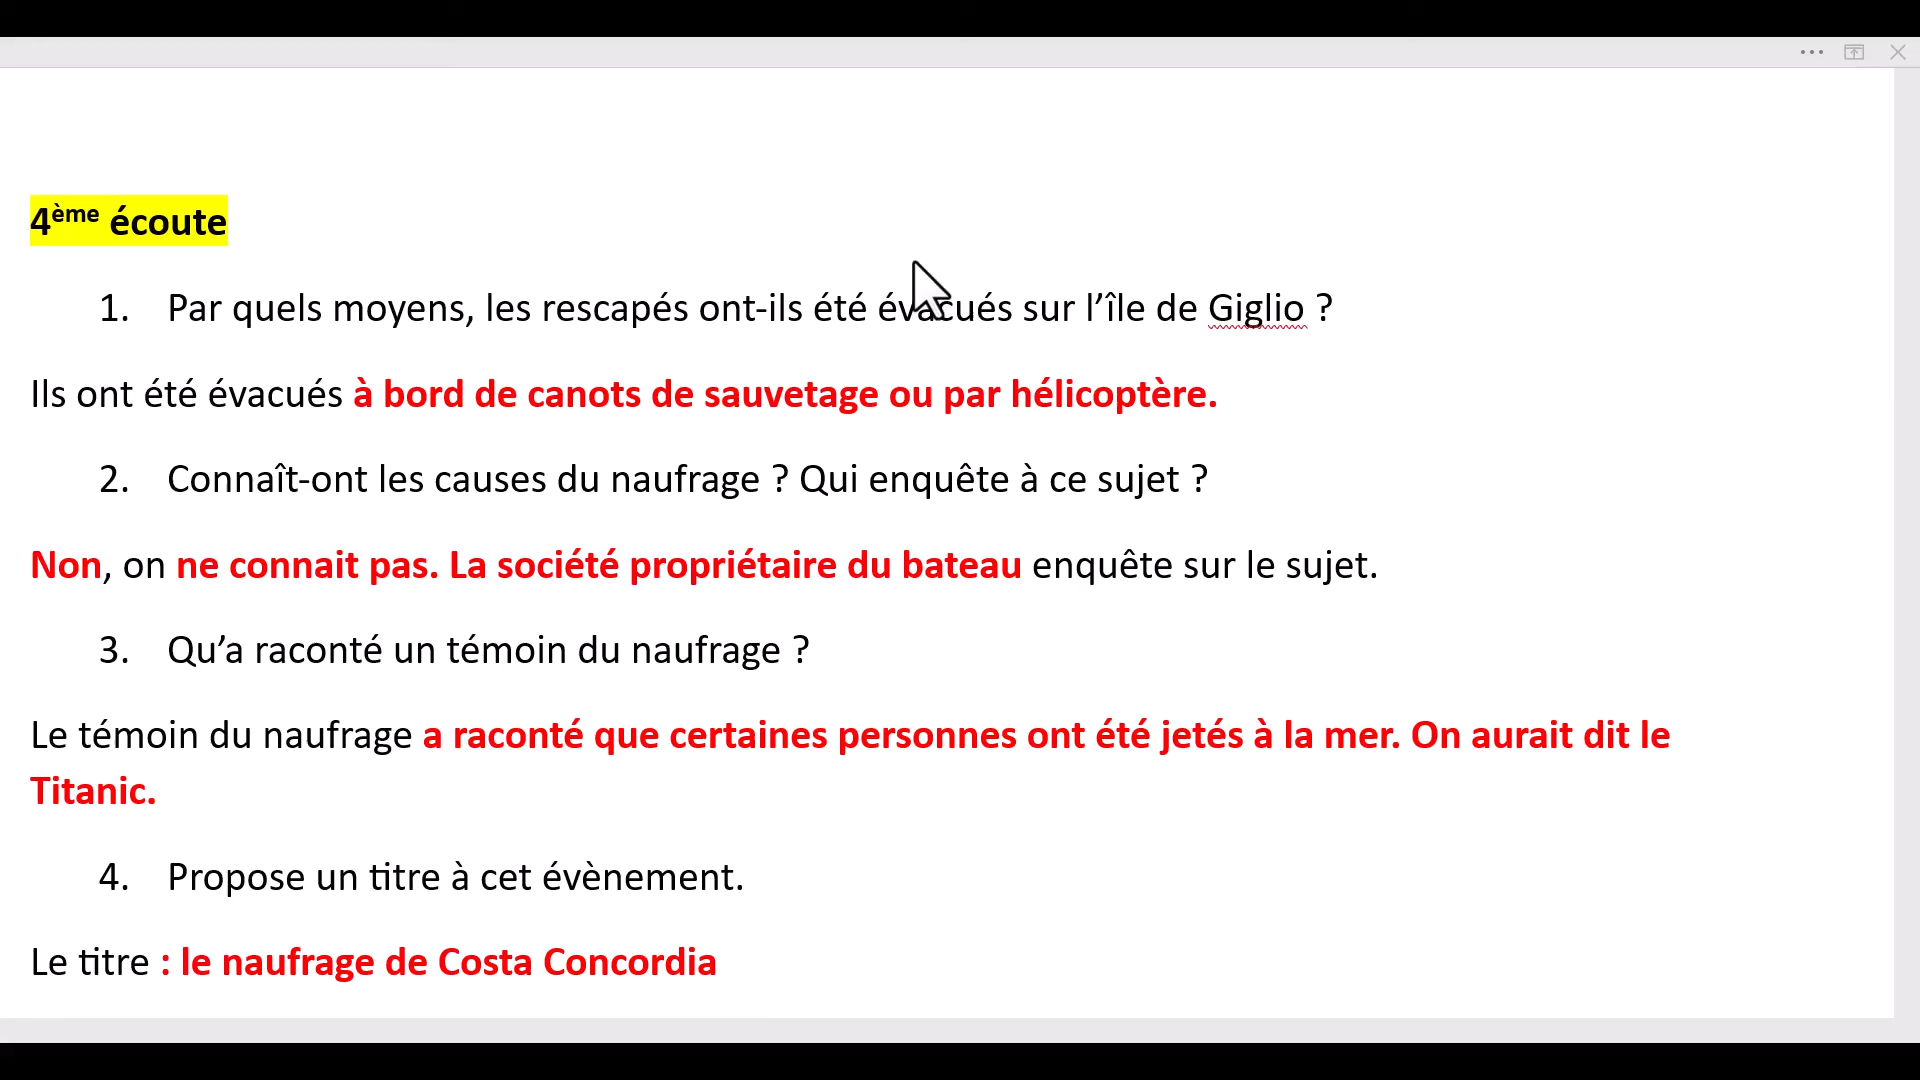 4ème écoute
1. Par quels moyens, les rescapés ont-ils été évacués sur l’île de Giglio ?
Ils ont été évacués à bord de canots de sauvetage ou par hélicoptère.
2. Connaît-ont les causes du naufrage ? Qui enquête à ce sujet ?
Non, on ne connait pas. La société propriétaire du bateau enquête sur le sujet.
3. Qu’a raconté un témoin du naufrage ?
Le témoin du naufrage a raconté que certaines personnes ont été jetés à la mer. On aurait dit le
Titanic.
4. Propose un titre à cet évènement.
Le titre : le naufrage de Costa Concordia